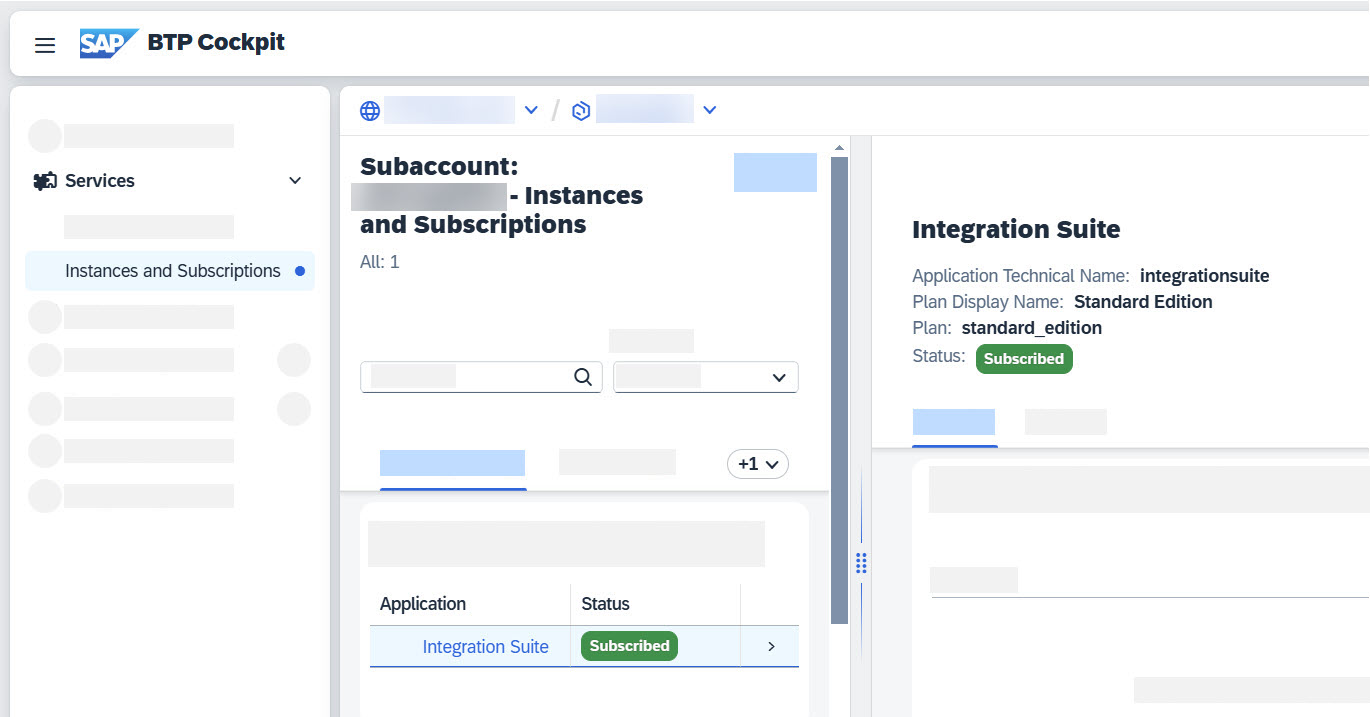 SAP BTP Cockpit
Services
Instances and Subscriptions
/
Subaccount:
- Instances
and Subscriptions
All: 1
+1
Application Status
Integration Suite Subscribed
Integration Suite
Application Technical Name: integrationsuite
Plan Display Name: Standard Edition
Plan: standard_edition
Status: Subscribed